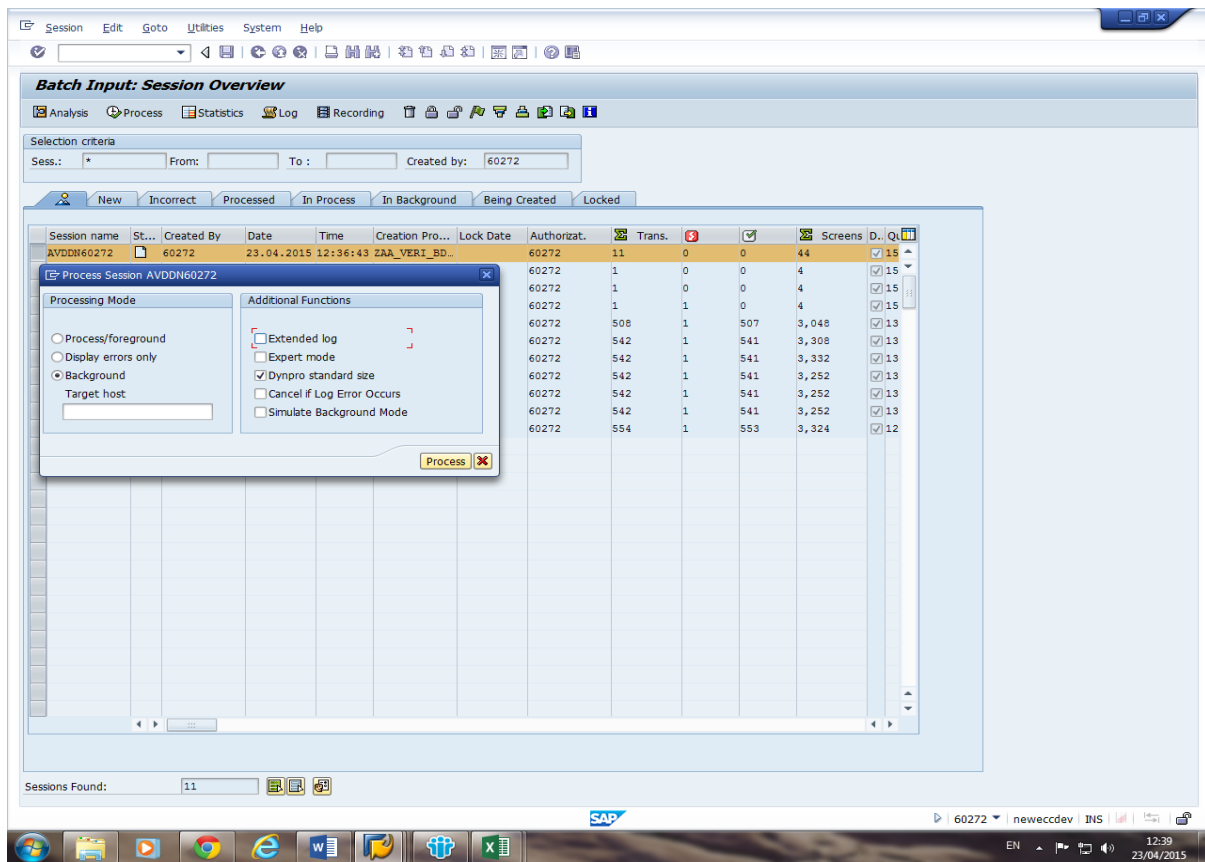 Session Edit Goto Utilities System Help
Batch Input: Session Overview
Analysis Process Statistics Log Recording
Selection criteria
Sess.: * From: To : Created by: 60272
New Incorrect Processed In Process In Background Being Created Locked
Session name St... Created By Date Time Creation Pro... Lock Date Authorizat. Trans. Screens D.. Qu
AVDDN60272 60272 23.04.2015 12:36:43 ZAA_VERI_BD... 60272 11 0 0 44 15
60272 1 0 0 4 15
60272 1 0 0 4 15
60272 1 1 0 4 15
60272 508 1 507 3,048 13
60272 542 1 541 3,308 13
60272 542 1 541 3,332 13
60272 542 1 541 3,252 13
60272 542 1 541 3,252 13
60272 542 1 541 3,252 13
60272 554 1 553 3,324 12
Process Session AVDDN60272
Processing Mode Additional Functions
Process/foreground Extended log
Display errors only Expert mode
Background Dynpro standard size
Target host Cancel if Log Error Occurs
Simulate Background Mode
Process
Sessions Found: 11
SAP 60272 neweccdev INS
EN 12:39
23/04/2015